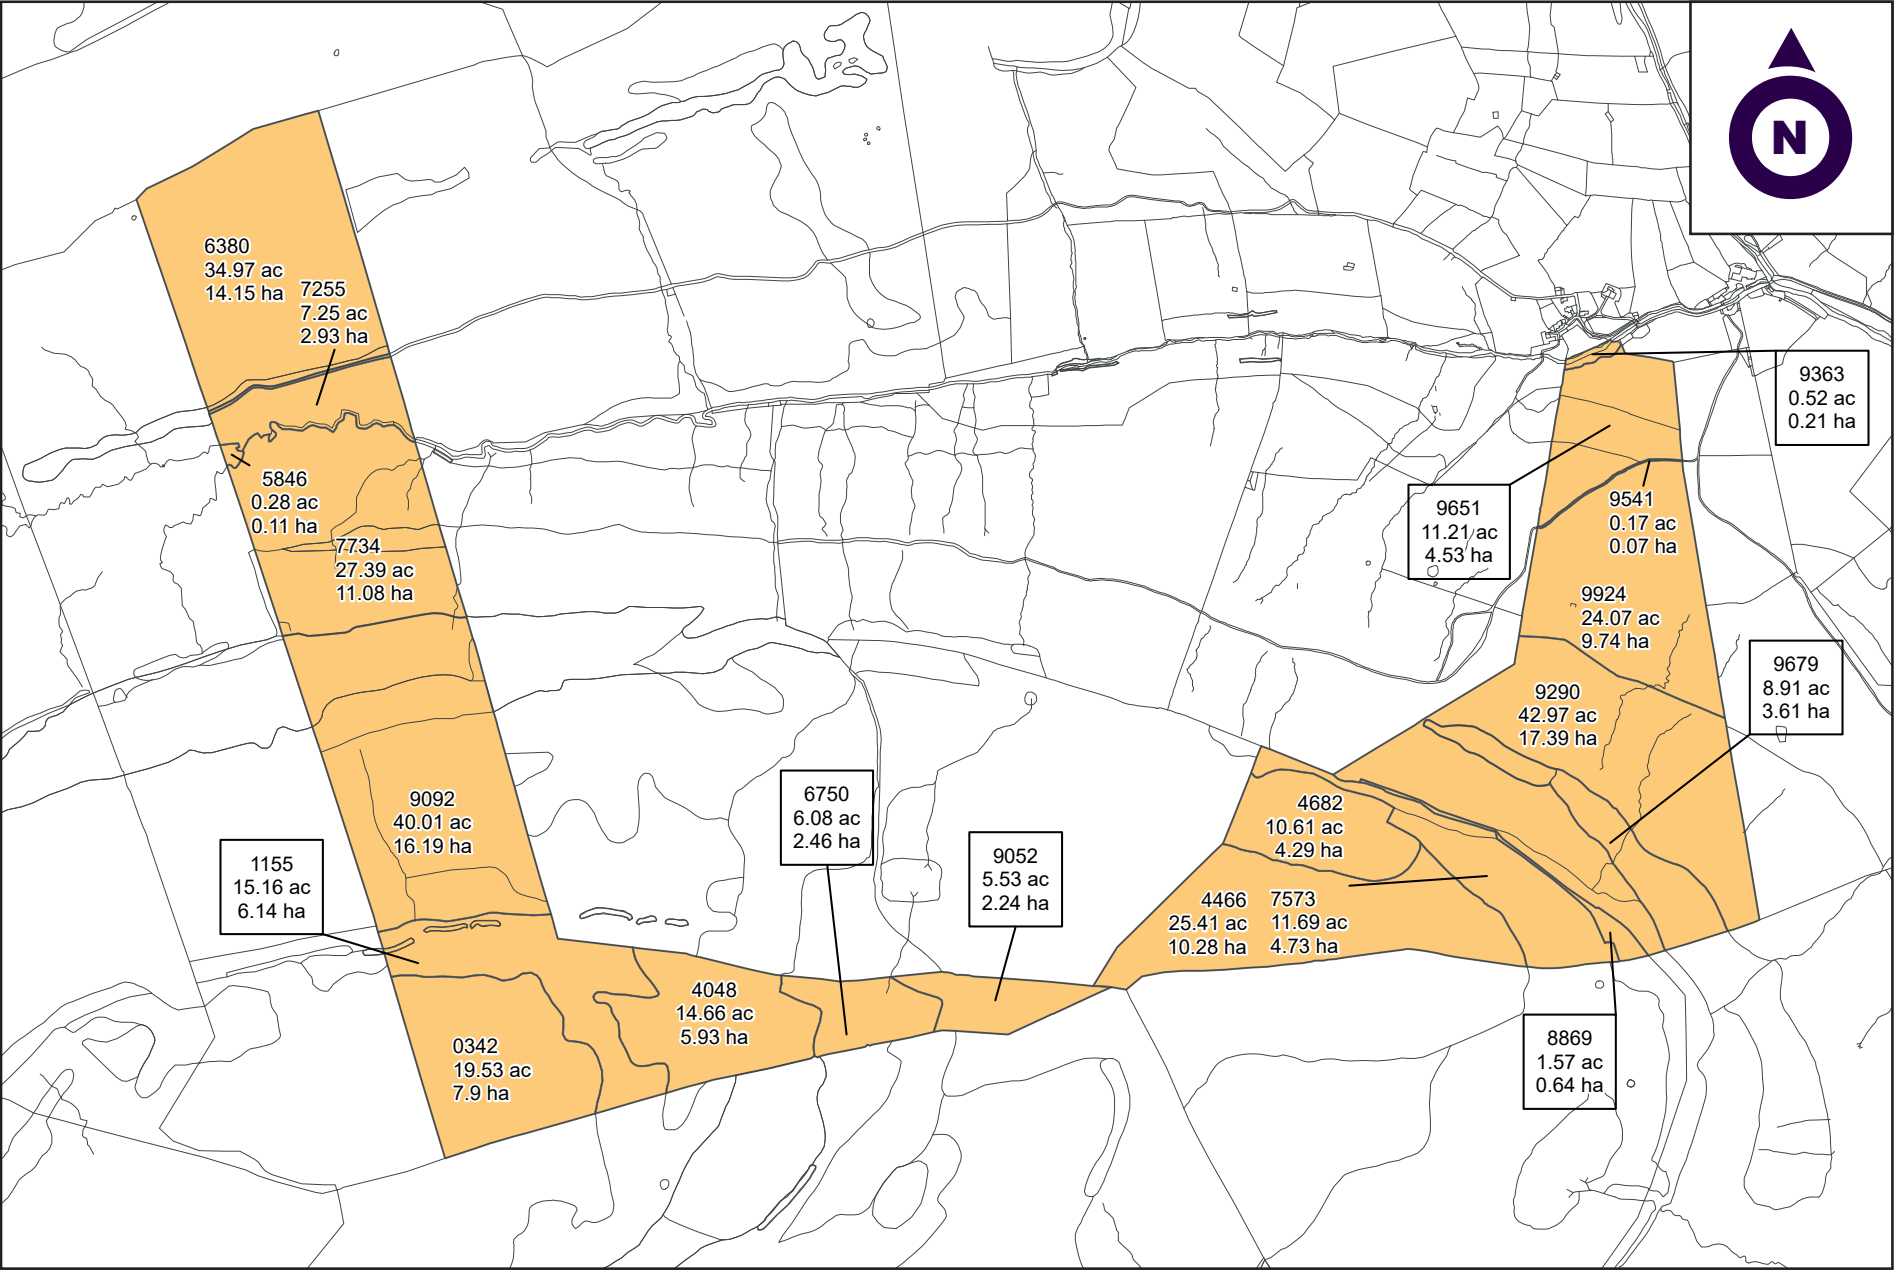 N
6380
34.97 ac
14.15 ha
7255
7.25 ac
2.93 ha
9363
0.52 ac
0.21 ha
5846
0.28 ac
0.11 ha
9651
11.21 ac
4.53 ha
9541
0.17 ac
0.07 ha
7734
27.39 ac
11.08 ha
9924
24.07 ac
9.74 ha
9679
8.91 ac
3.61 ha
9290
42.97 ac
17.39 ha
9092
40.01 ac
16.19 ha
6750
6.08 ac
2.46 ha
4682
10.61 ac
4.29 ha
1155
15.16 ac
6.14 ha
9052
5.53 ac
2.24 ha
4466
25.41 ac
10.28 ha
7573
11.69 ac
4.73 ha
4048
14.66 ac
5.93 ha
0342
19.53 ac
7.9 ha
8869
1.57 ac
0.64 ha